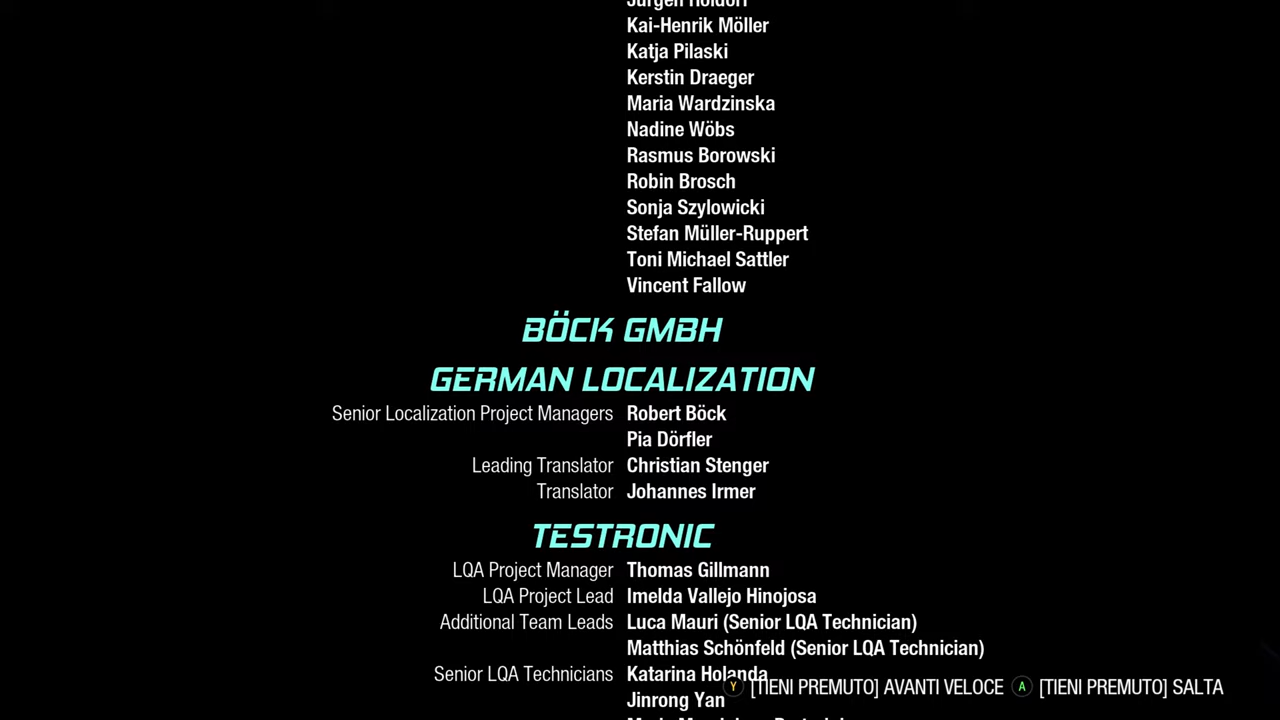 Jürgen Holdorf
Kai-Henrik Möller
Katja Pilaski
Kerstin Draeger
Maria Wardzinska
Nadine Wöbs
Rasmus Borowski
Robin Brosch
Sonja Szylowicki
Stefan Müller-Ruppert
Toni Michael Sattler
Vincent Fallow
BÖCK GMBH
GERMAN LOCALIZATION
Senior Localization Project Managers Robert Böck
Pia Dörfler
Leading Translator Christian Stenger
Translator Johannes Irmer
TESTRONIC
LQA Project Manager Thomas Gillmann
LQA Project Lead Imelda Vallejo Hinojosa
Additional Team Leads Luca Mauri (Senior LQA Technician)
Matthias Schönfeld (Senior LQA Technician)
Senior LQA Technicians Katarina Holanda
Y [TIENI PREMUTO] AVANTI VELOCE A [TIENI PREMUTO] SALTA
Jinrong Yan